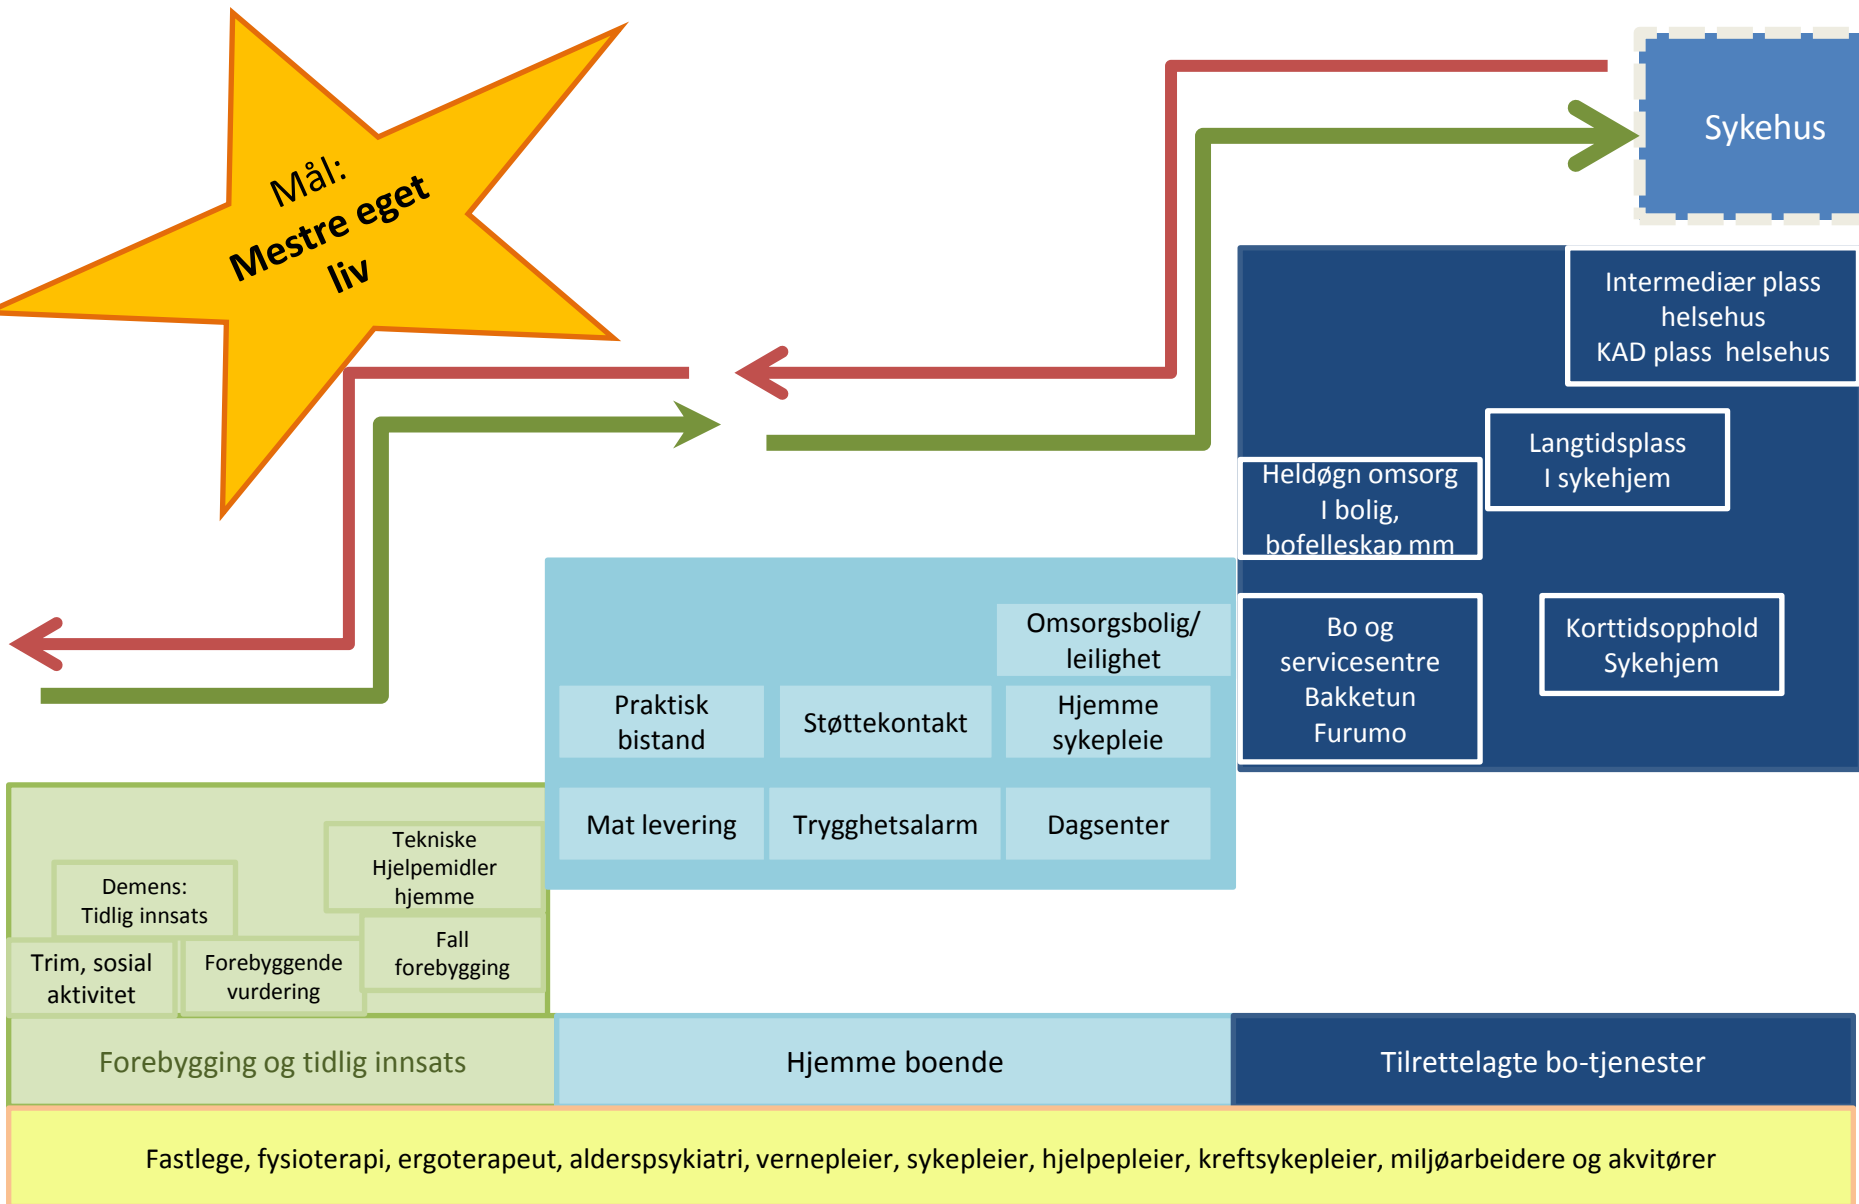 Mål:
Mestre eget
liv
Sykehus
Intermediær plass
helsehus
KAD plass helsehus
Langtidsplass
I sykehjem
Heldøgn omsorg
I bolig,
bofelleskap mm
Bo og
servicesentre
Bakketun
Furumo
Korttidsopphold
Sykehjem
Omsorgsbolig/
leilighet
Praktisk
bistand
Støttekontakt
Hjemme
sykepleie
Mat levering
Trygghetsalarm
Dagsenter
Tekniske
Hjelpemidler
hjemme
Demens:
Tidlig innsats
Fall
forebygging
Trim, sosial
aktivitet
Forebyggende
vurdering
Forebygging og tidlig innsats
Hjemme boende
Tilrettelagte bo-tjenester
Fastlege, fysioterapi, ergoterapeut, alderspsykiatri, vernepleier, sykepleier, hjelpepleier, kreftsykepleier, miljøarbeidere og akvitører